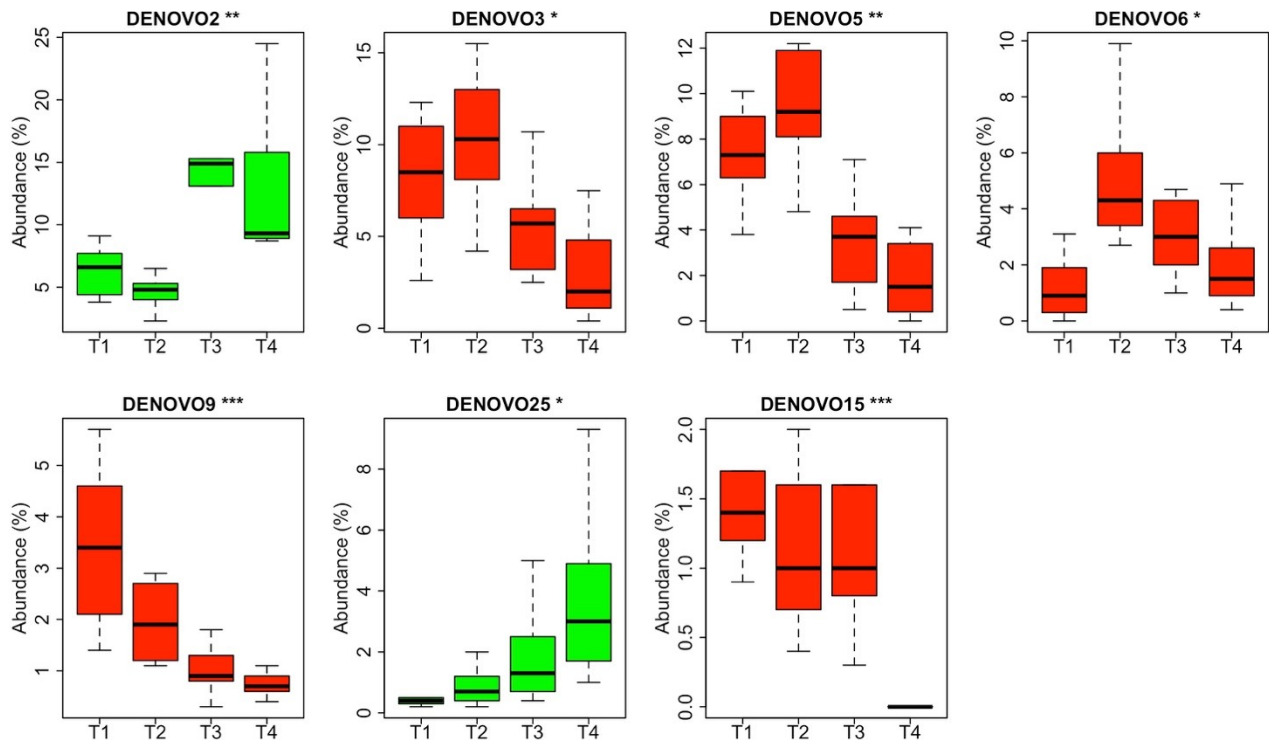 DENOVO2 **
DENOVO3 *
DENOVO5 **
DENOVO6 *
Abundance (%)
25
20
15
10
5
T1 T2 T3 T4
Abundance (%)
15
10
5
0
T1 T2 T3 T4
Abundance (%)
12
10
8
6
4
2
0
T1 T2 T3 T4
Abundance (%)
10
8
6
4
2
0
T1 T2 T3 T4
DENOVO9 ***
DENOVO25 *
DENOVO15 ***
Abundance (%)
5
4
3
2
1
T1 T2 T3 T4
Abundance (%)
8
6
4
2
0
T1 T2 T3 T4
Abundance (%)
2.0
1.5
1.0
0.5
0.0
T1 T2 T3 T4